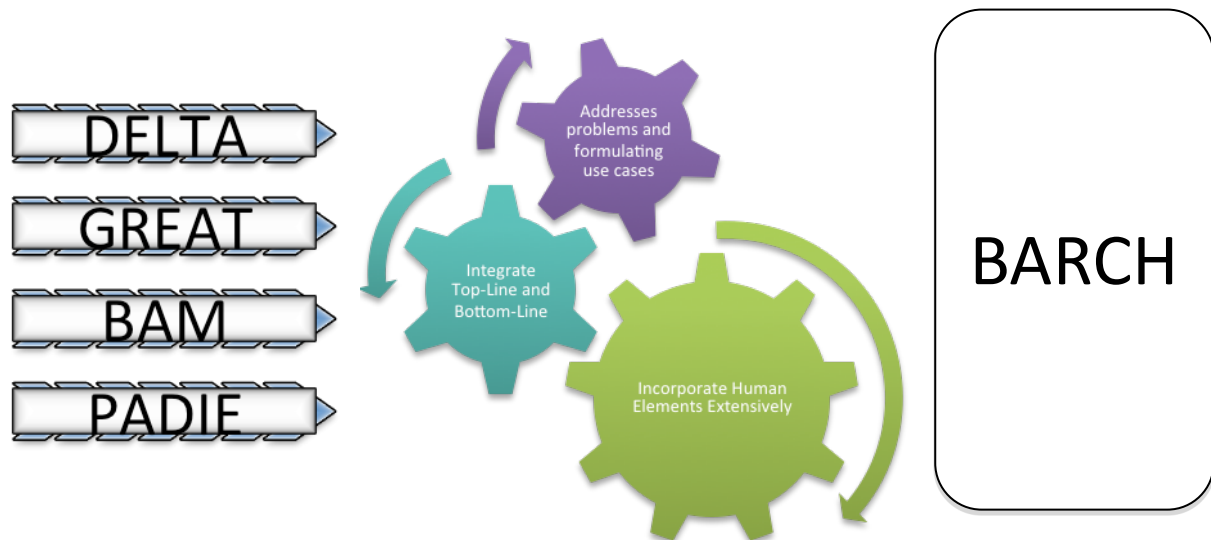 DELTA
GREAT
BAM
PADIE
Addresses
problems and
formulating
use cases
Integrate
Top-Line and
Bottom-Line
Incorporate Human
Elements Extensively
BARCH